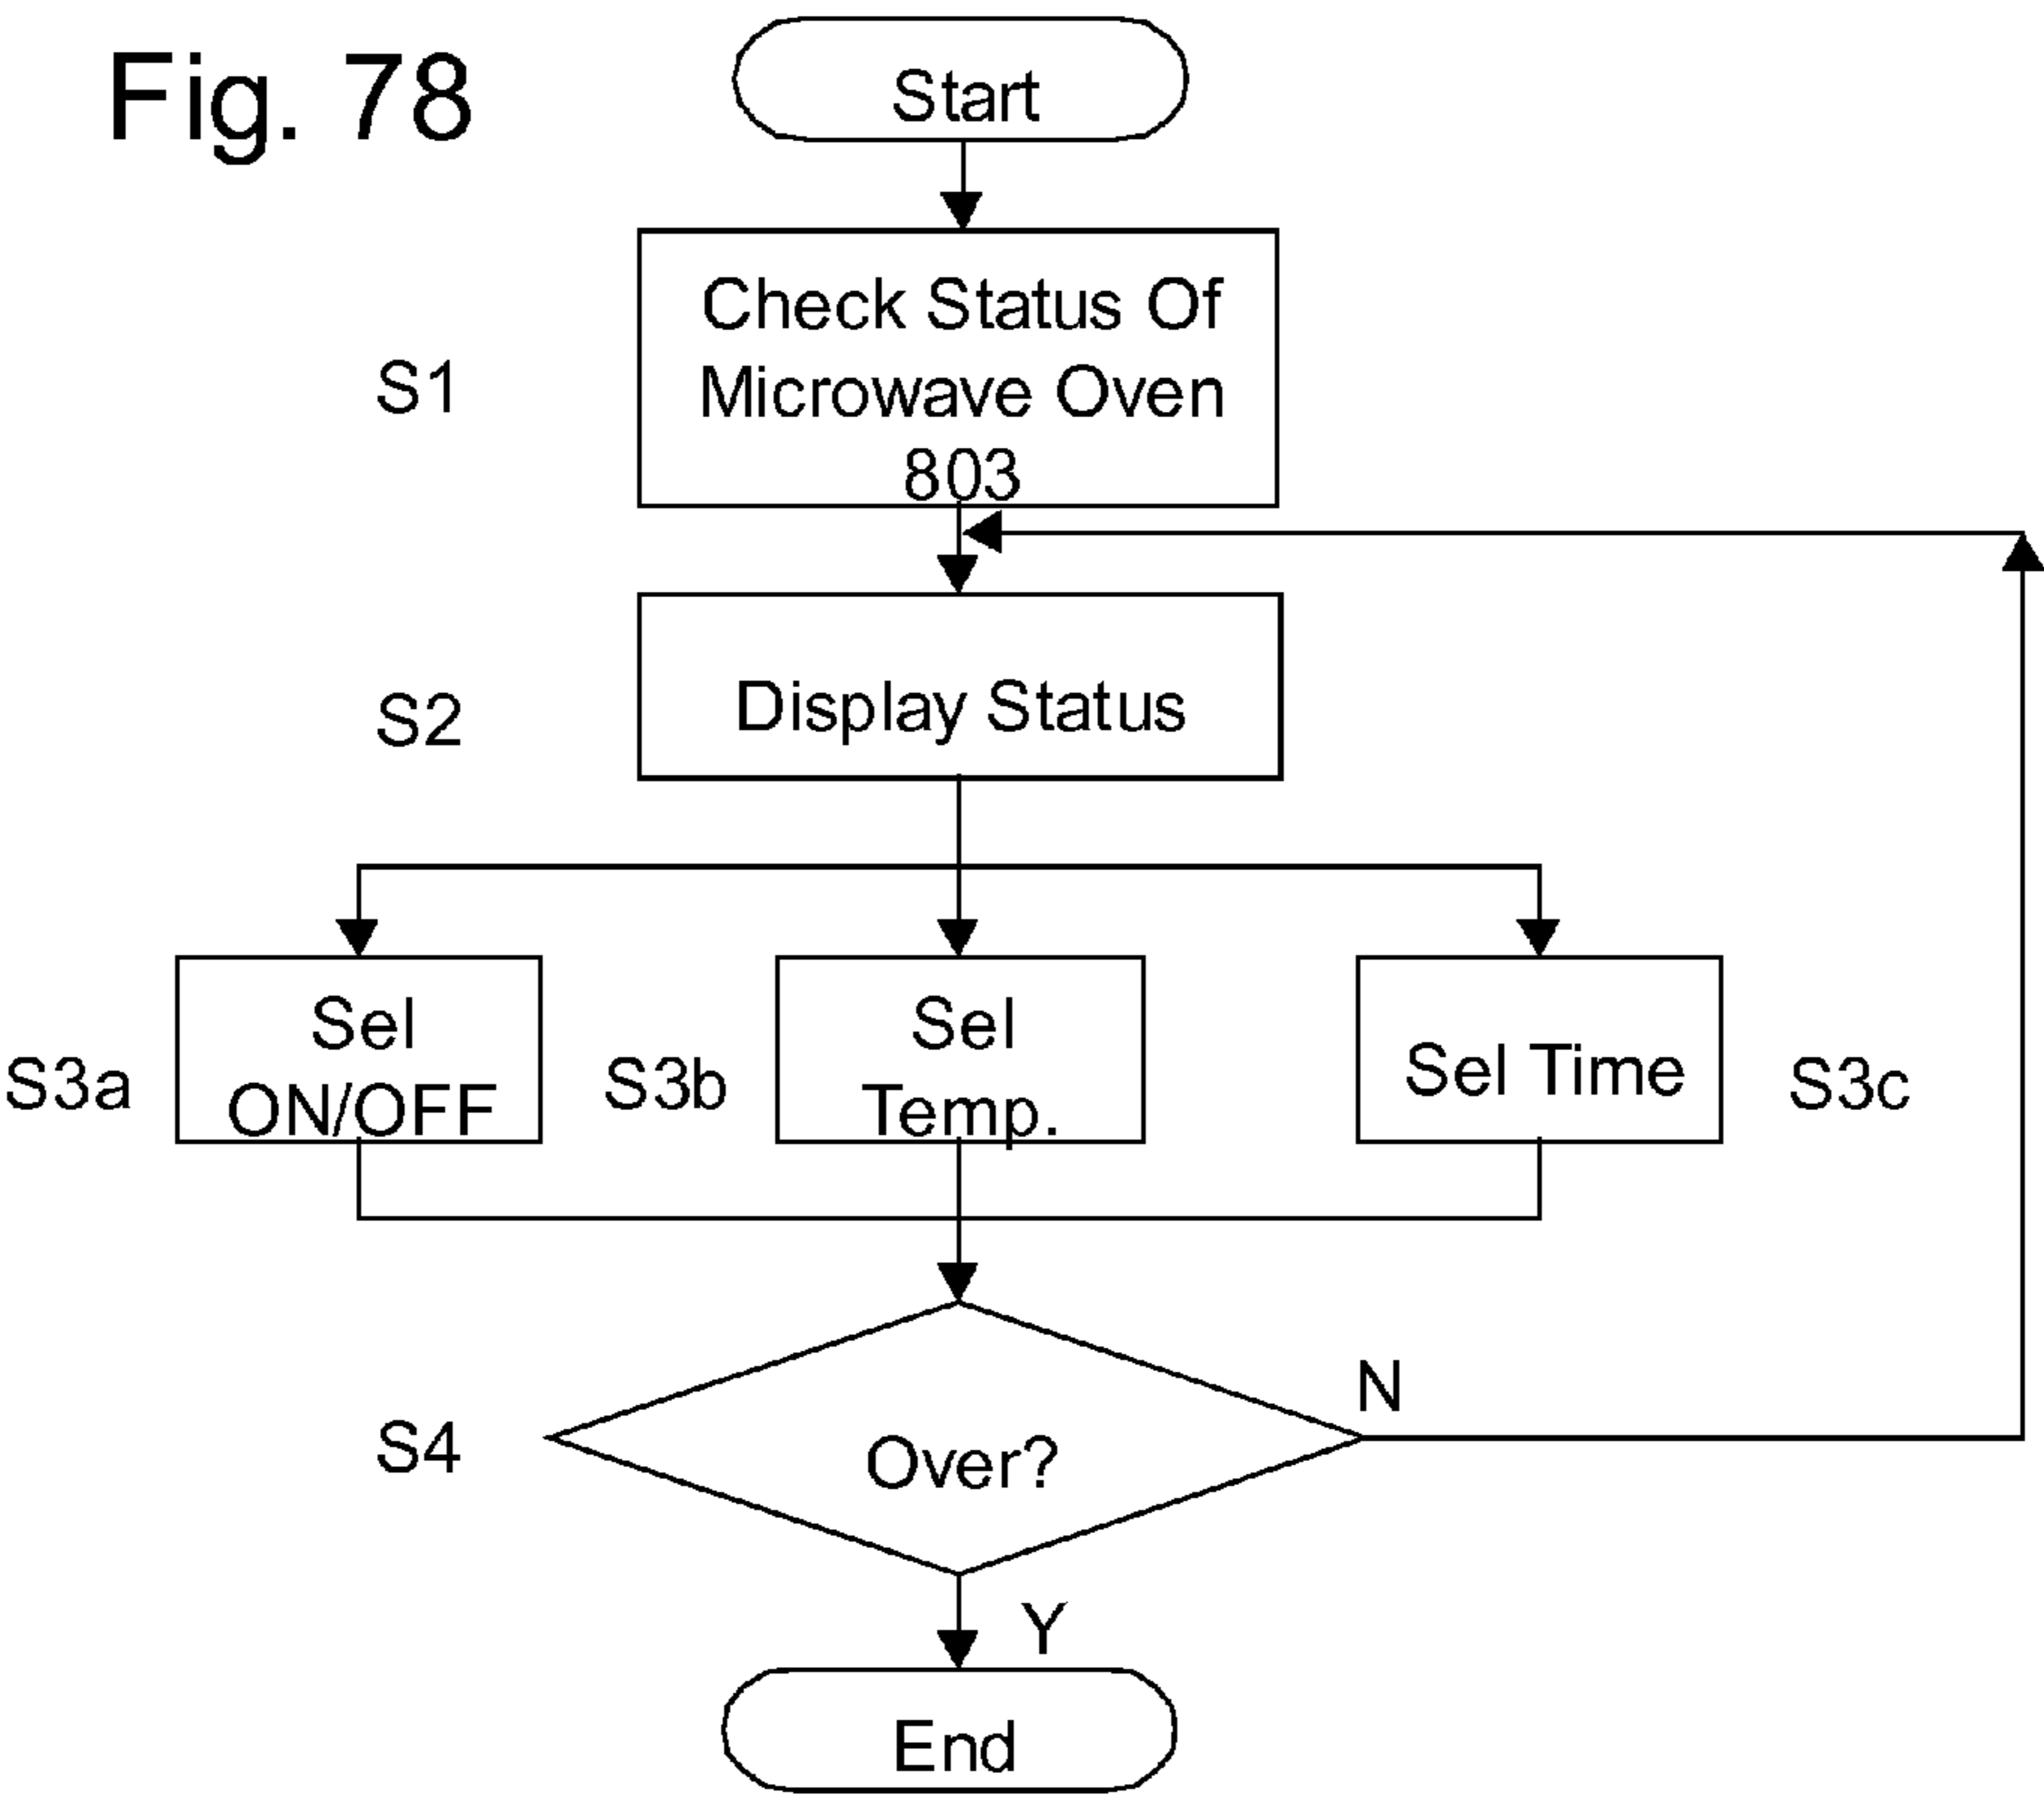 Fig. 78
Start
Check Status Of
Microwave Oven
803
S1
Display Status
S2
Sel
ON/OFF
S3a
Sel
Temp.
S3b
Sel Time
S3c
Over?
S4
N
Y
End